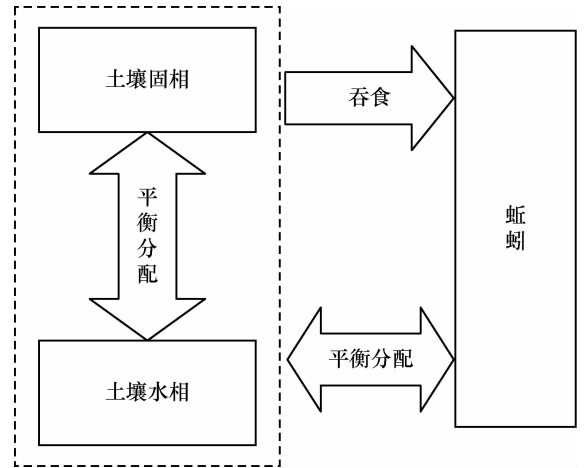 土壤固相
吞食
平衡分配
蚯蚓
平衡分配
土壤水相